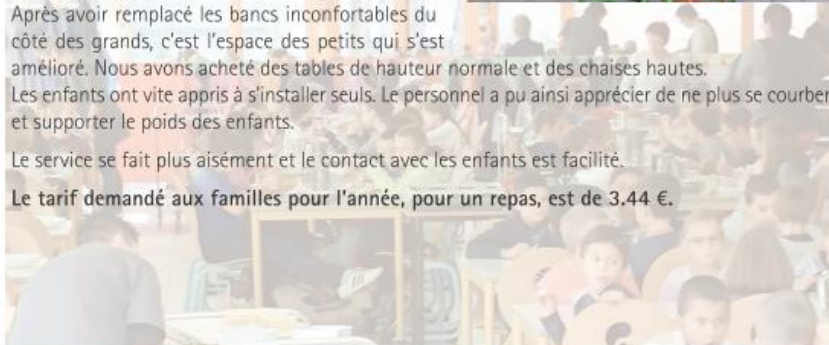 Après avoir remplacé les bancs inconfortables du
côté des grands, c'est l'espace des petits qui s'est
amélioré. Nous avons acheté des tables de hauteur normale et des chaises hautes.
Les enfants ont vite appris à s'installer seuls. Le personnel a pu ainsi apprécier de ne plus se courber
et supporter le poids des enfants.
Le service se fait plus aisément et le contact avec les enfants est facilité.
Le tarif demandé aux familles pour l'année, pour un repas, est de 3.44 €.